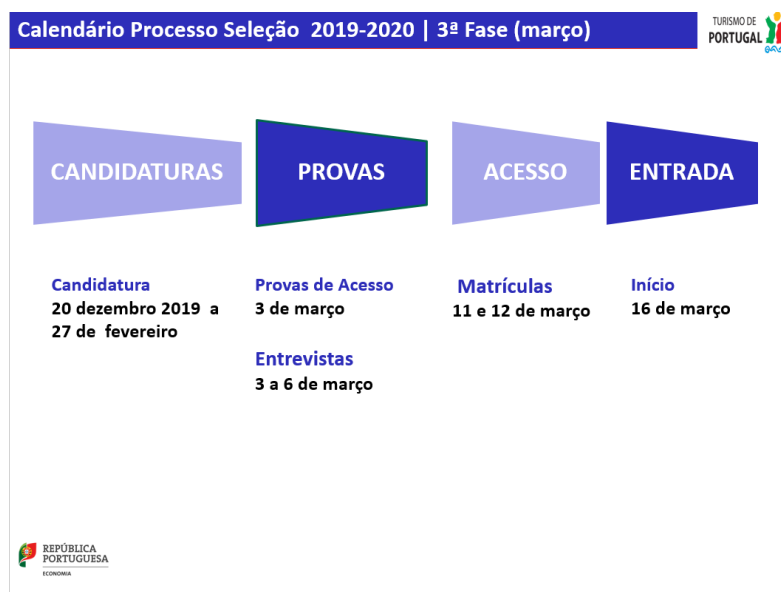 Calendário Processo Seleção 2019-2020 | 3ª Fase (março)
TURISMO DE
PORTUGAL
CANDIDATURAS
PROVAS
ACESSO
ENTRADA
Candidatura
20 dezembro 2019 a
27 de fevereiro
Provas de Acesso
3 de março
Entrevistas
3 a 6 de março
Matrículas
11 e 12 de março
Início
16 de março
REPÚBLICA
PORTUGUESA
ECONOMIA